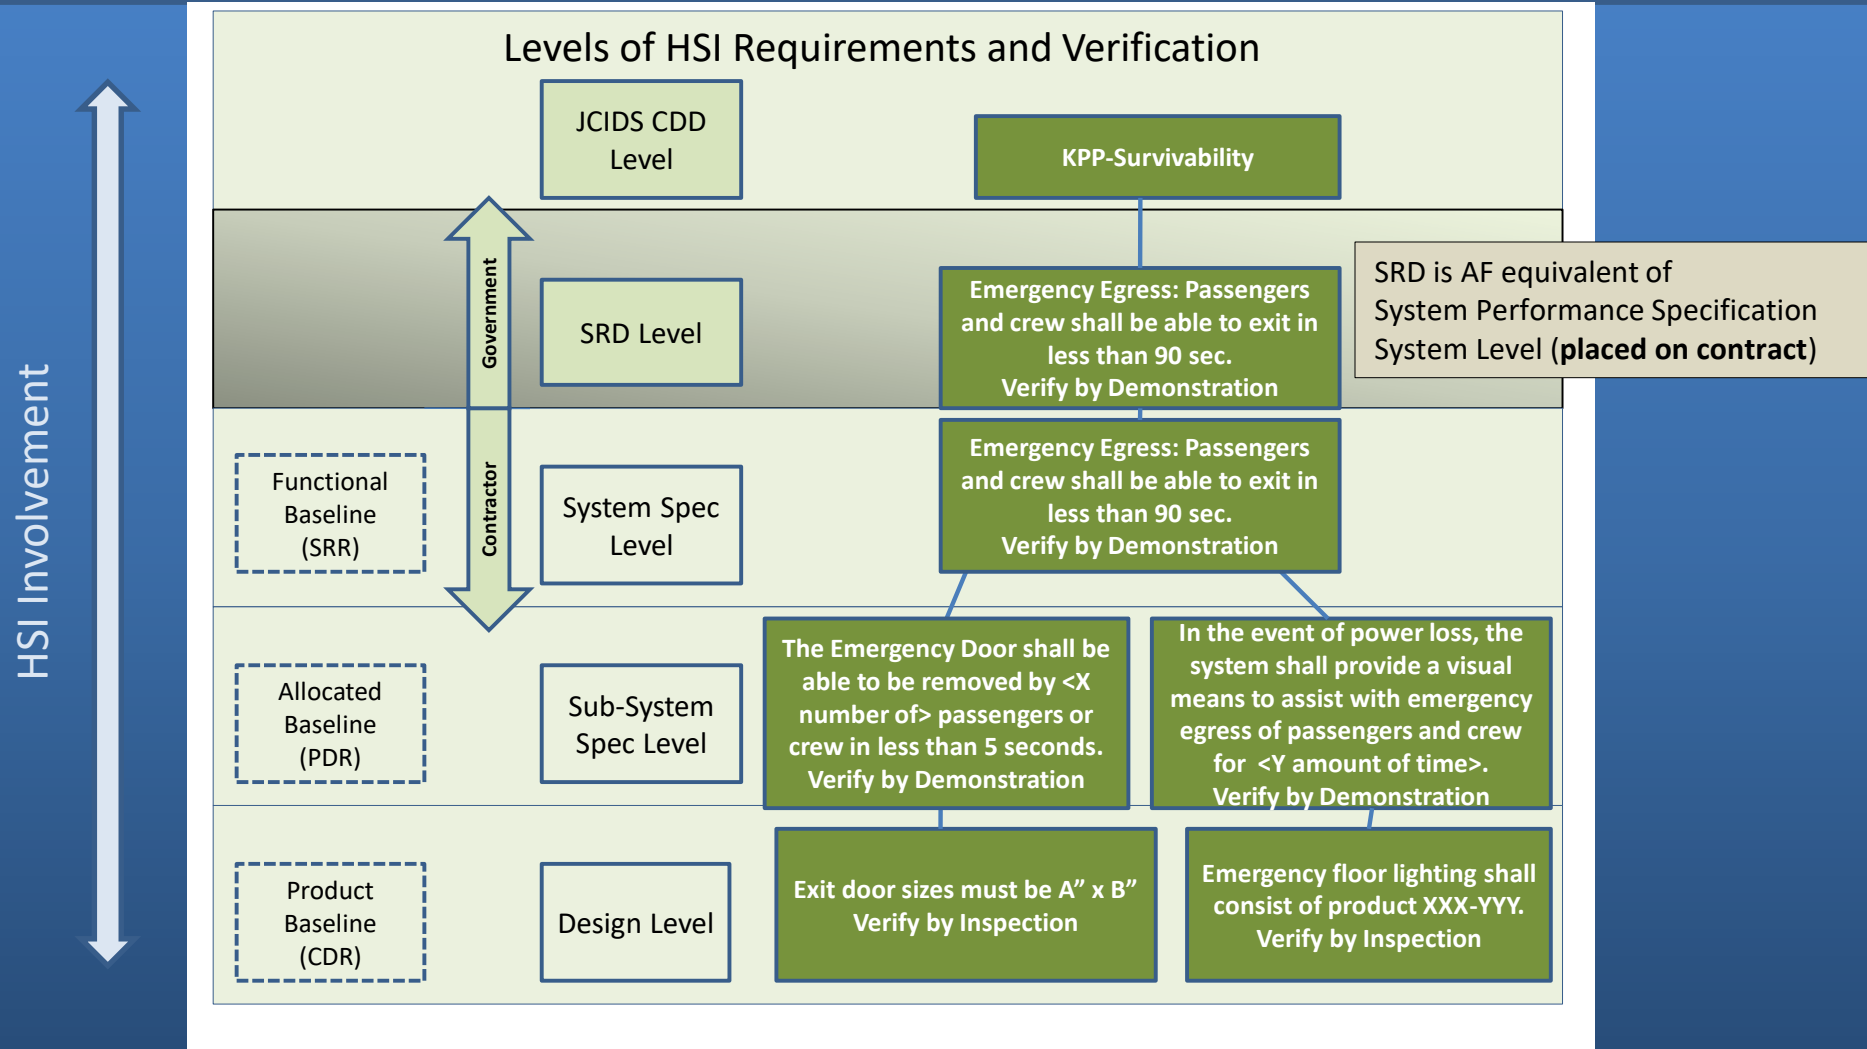 Levels of HSI Requirements and Verification
HSI Involvement
JCIDS CDD
Level
KPP-Survivability
Government
SRD Level
Emergency Egress: Passengers
and crew shall be able to exit in
less than 90 sec.
Verify by Demonstration
SRD is AF equivalent of
System Performance Specification
System Level (placed on contract)
Functional
Baseline
(SRR)
Contractor
System Spec
Level
Emergency Egress: Passengers
and crew shall be able to exit in
less than 90 sec.
Verify by Demonstration
Allocated
Baseline
(PDR)
Sub-System
Spec Level
The Emergency Door shall be
able to be removed by <X
number of> passengers or
crew in less than 5 seconds.
Verify by Demonstration
In the event of power loss, the
system shall provide a visual
means to assist with emergency
egress of passengers and crew
for <Y amount of time>.
Verify by Demonstration
Product
Baseline
(CDR)
Design Level
Exit door sizes must be A” x B”
Verify by Inspection
Emergency floor lighting shall
consist of product XXX-YYY.
Verify by Inspection